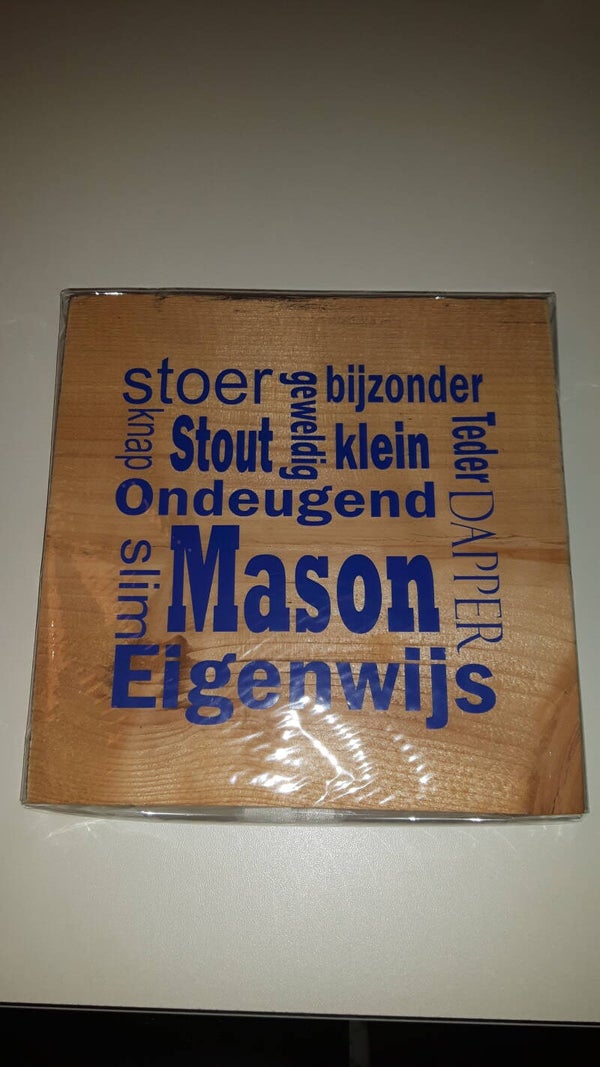 stoer
geweldig
bijzonder
knap
Stout
klein
Teder
Ondeugend
DAPPER
slim
Mason
Eigenwijs